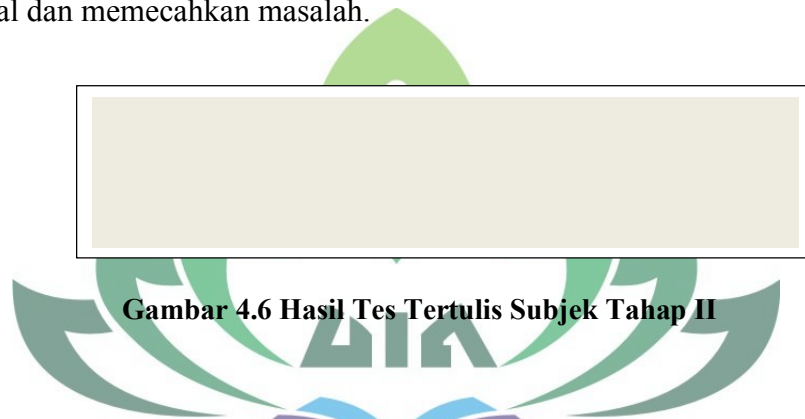 al dan memecahkan masalah.
Gambar 4.6 Hasil Tes Tertulis Subjek Tahap II